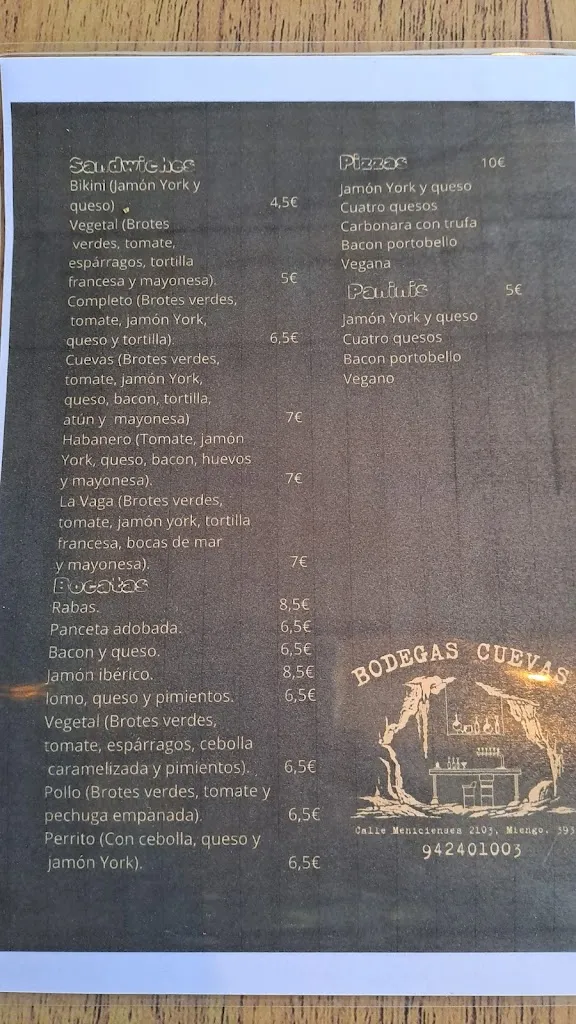 Sandwiches
Bikini (Jamón York y
queso) 4,5€
Vegetal (Brotes
verdes, tomate,
espárragos, tortilla
francesa y mayonesa). 5€
Completo (Brotes verdes,
tomate, jamón York,
queso y tortilla). 6,5€
Cuevas (Brotes verdes,
tomate, jamón York,
queso, bacon, tortilla,
atún y mayonesa) 7€
Habanero (Tomate, jamón
York, queso, bacon, huevos
y mayonesa). 7€
La Vaga (Brotes verdes,
tomate, jamón york, tortilla
francesa, bocas de mar
y mayonesa). 7€
Bocatas
Rabas. 8,5€
Panceta adobada. 6,5€
Bacon y queso. 6,5€
Jamón ibérico. 8,5€
lomo, queso y pimientos. 6,5€
Vegetal (Brotes verdes,
tomate, espárragos, cebolla
caramelizada y pimientos). 6,5€
Pollo (Brotes verdes, tomate y
pechuga empanada). 6,5€
Perrito (Con cebolla, queso y
jamón York). 6,5€
Pizzas 10€
Jamón York y queso
Cuatro quesos
Carbonara con trufa
Bacon portobello
Vegana
Paninis 5€
Jamón York y queso
Cuatro quesos
Bacon portobello
Vegano
BODEGAS CUEVAS
Calle Menicienses 2103, Miengo, 393
942401003